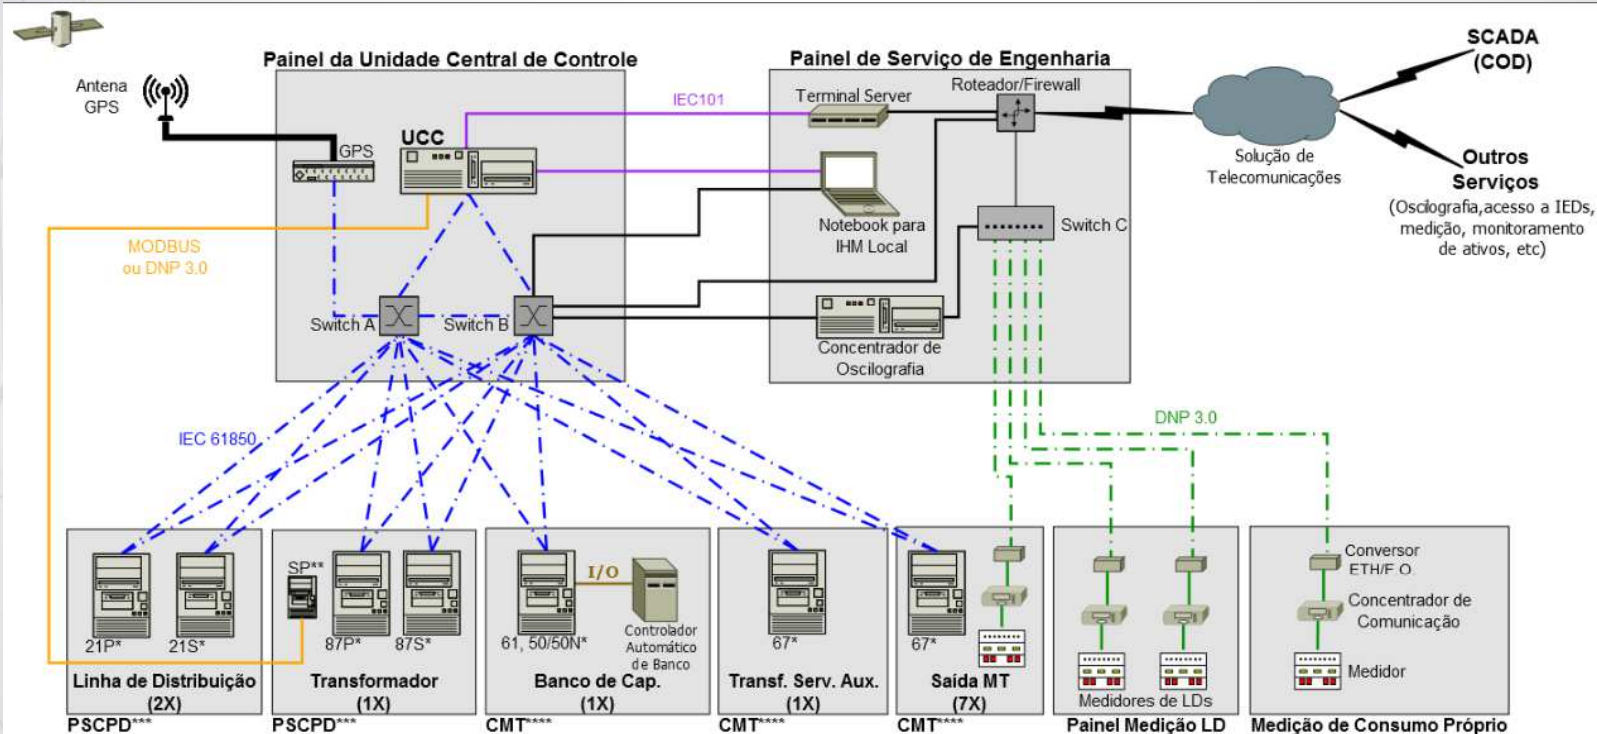 Painel da Unidade Central de Controle
Painel de Serviço de Engenharia
SCADA
(COD)
Antena
GPS
IEC101
Terminal Server
Roteador/Firewall
UCC
GPS
Solução de
Telecomunicações
Outros
Serviços
(Oscilografia,acesso a IEDs,
medição, monitoramento
de ativos, etc)
MODBUS
ou DNP 3.0
Notebook para
IHM Local
Switch C
Switch A
Switch B
Concentrador de
Oscilografia
IEC 61850
DNP 3.0
SP**
I/O
Conversor
ETH/F.O.
Concentrador de
Comunicação
Controlador
Automático
de Banco
21P*
21S*
87P*
87S*
61, 50/50N*
67*
67*
Medidor
Linha de Distribuição
(2X)
Transformador
(1X)
Banco de Cap.
(1X)
Transf. Serv. Aux.
(1X)
Saída MT
(7X)
Medidores de LDs
PSCPD***
PSCPD***
CMT****
CMT****
CMT****
Painel Medição LD
Medição de Consumo Próprio